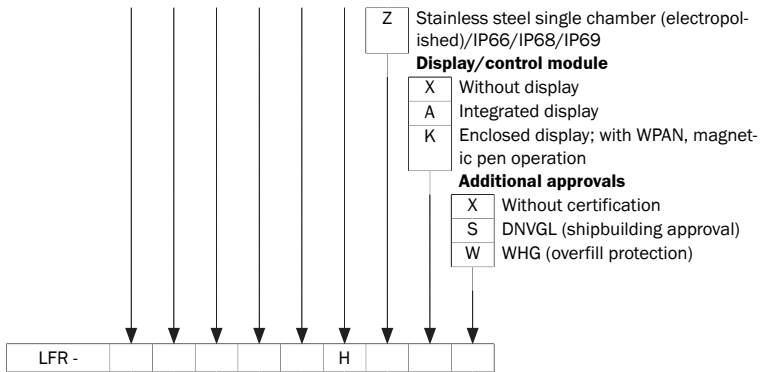 Z Stainless steel single chamber (electropol-
ished)/IP66/IP68/IP69
Display/control module
X Without display
A Integrated display
K Enclosed display; with WPAN, magnet-
ic pen operation
Additional approvals
X Without certification
S DNVGL (shipbuilding approval)
W WHG (overfill protection)
LFR - H